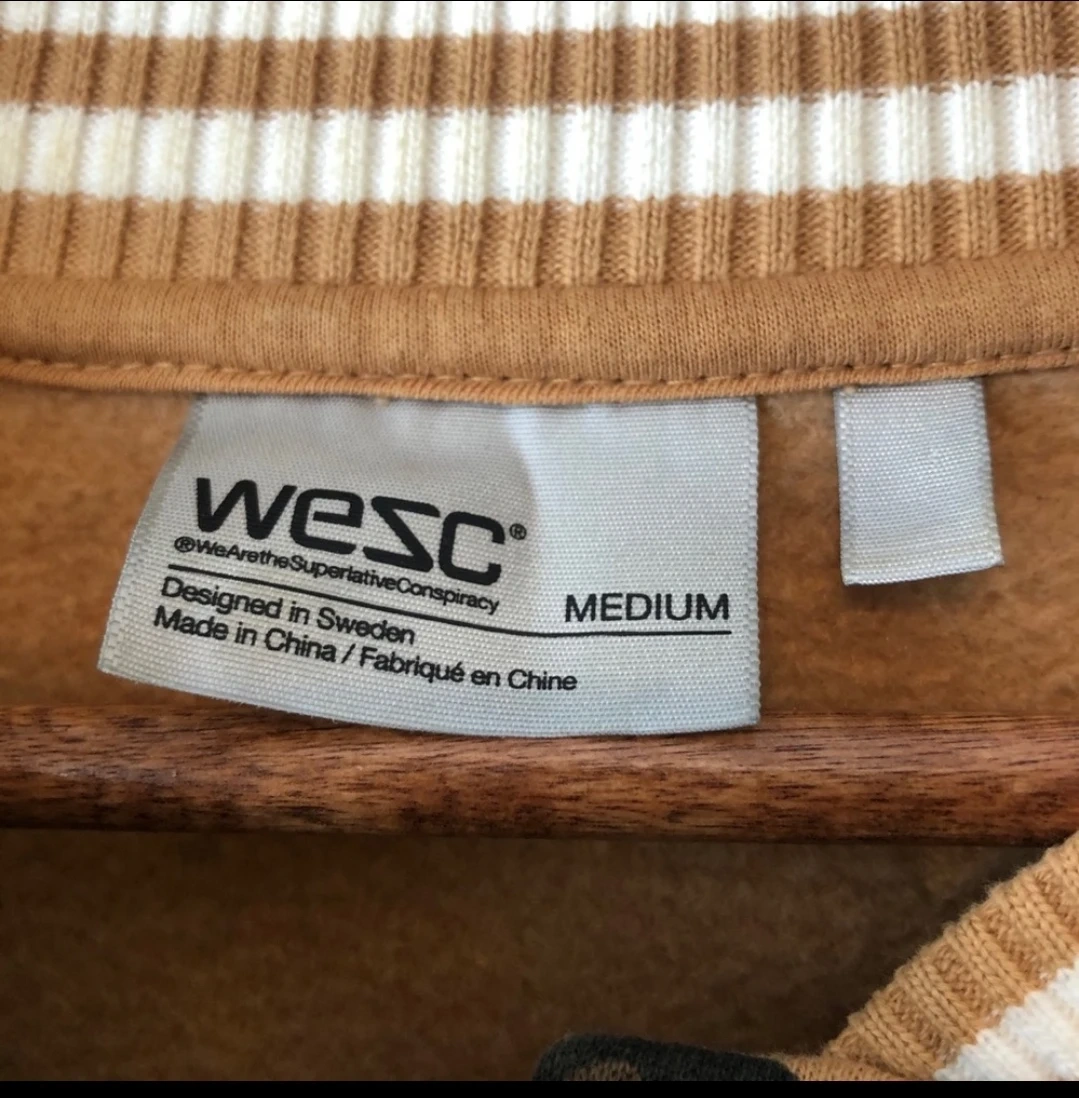 wesc®
®WeAretheSuperlativeConspiracy
MEDIUM
Designed in Sweden
Made in China / Fabriqué en Chine